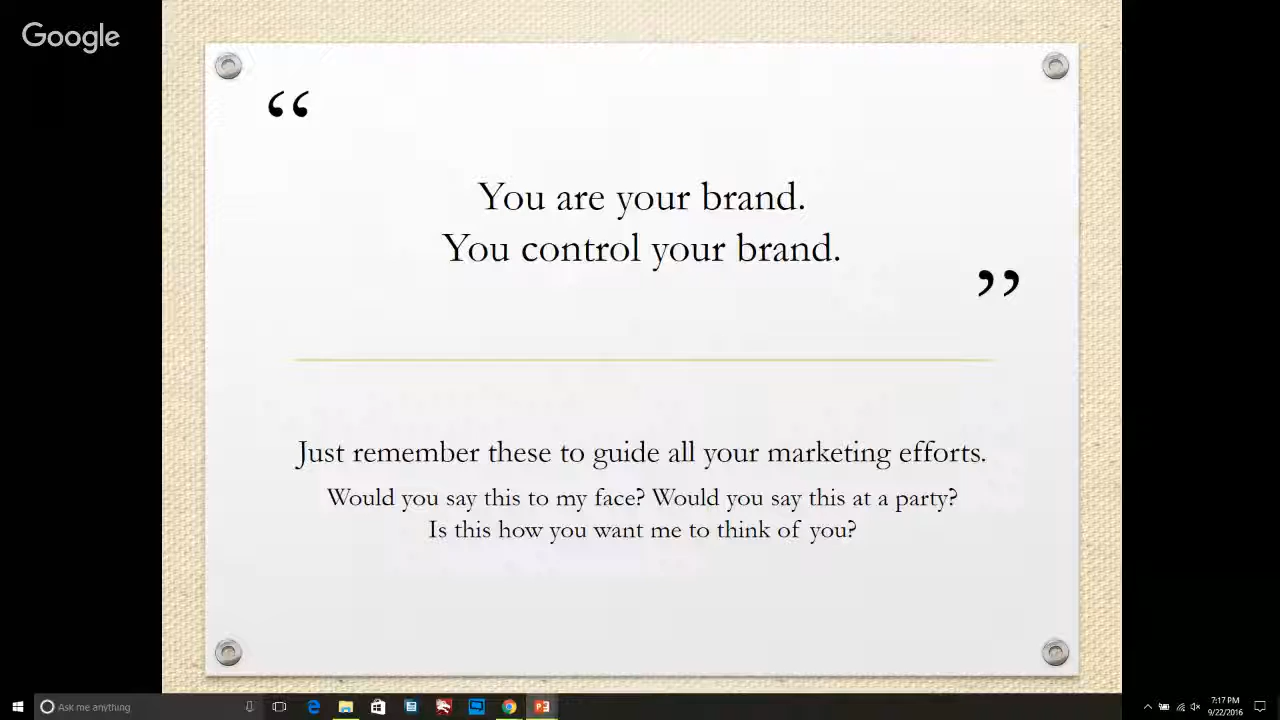 Google
“
You are your brand.
You control your brand.
”
Just remember these to guide all your marketing efforts.
Would you say this to my face? Would you say this at a party?
Is this how you want me to think of you?
Ask me anything
7:17 PM
9/22/2016